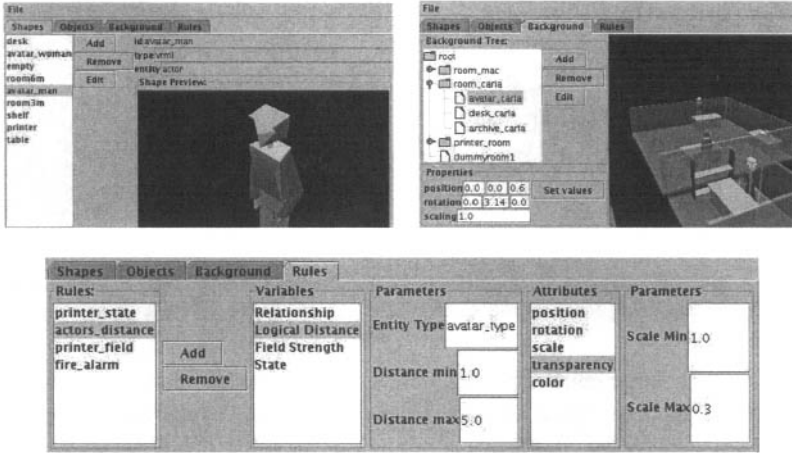 File
Shapes Objects Background Rules
desk
avatar_woman
empty
room6m
avatar_man
room3m
shelf
printer
table
Add
Remove
Edit
id avatar_man
type vrml
entity actor
Shape Preview:
File
Shapes Objects Background Rules
Background Tree:
root
room_mac
room_carla
avatar_carla
desk_carla
archive_carla
printer_room
dummyroom1
Add
Remove
Edit
Properties
position 0.0 0.0 0.6
rotation 0.0 3.14 0.0
scaling 1.0
Set values
Shapes Objects Background Rules
Rules:
printer_state
actors_distance
printer_field
fire_alarm
Add
Remove
Variables
Relationship
Logical Distance
Field Strength
State
Parameters
Entity Type avatar_type
Distance min 1.0
Distance max 5.0
Attributes
position
rotation
scale
transparency
color
Parameters
Scale Min 1.0
Scale Max 0.3